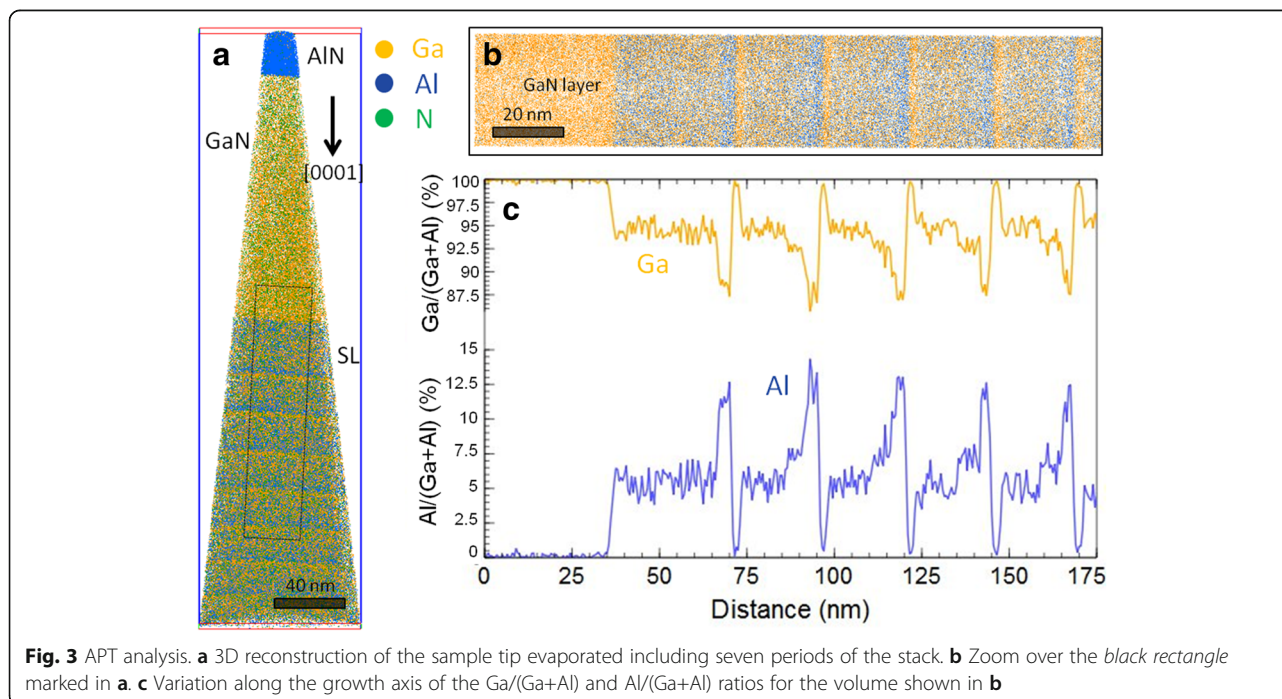 a
AlN
Ga
Al
N
GaN
[0001]
SL
40 nm
b
GaN layer
20 nm
c
Ga/(Ga+Al) (%)
100
97.5
95
92.5
90
87.5
Ga
Al/(Ga+Al) (%)
15
12.5
10
7.5
5
2.5
0
Al
0 25 50 75 100 125 150 175
Distance (nm)
Fig. 3 APT analysis. a 3D reconstruction of the sample tip evaporated including seven periods of the stack. b Zoom over the black rectangle
marked in a. c Variation along the growth axis of the Ga/(Ga+Al) and Al/(Ga+Al) ratios for the volume shown in b